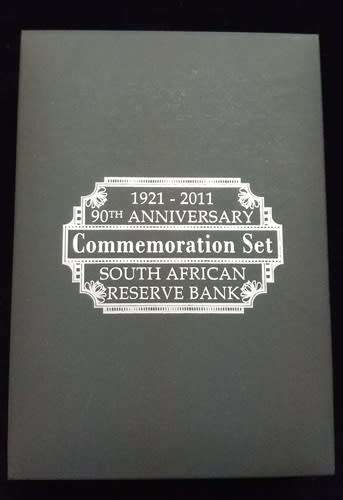 1921 - 2011
90TH ANNIVERSARY
Commemoration Set
SOUTH AFRICAN
RESERVE BANK